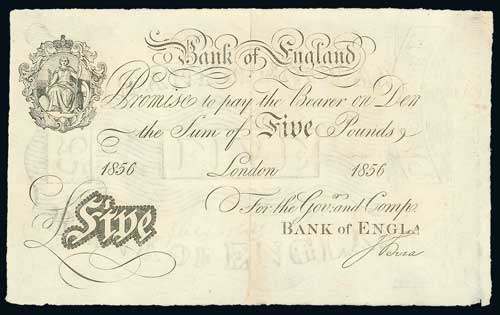 Bank of England
Promise to pay the Bearer on Dem
the Sum of Five Pounds
1856 London 1856
For the Gov.r and Comp.
BANK of ENGLA
Five